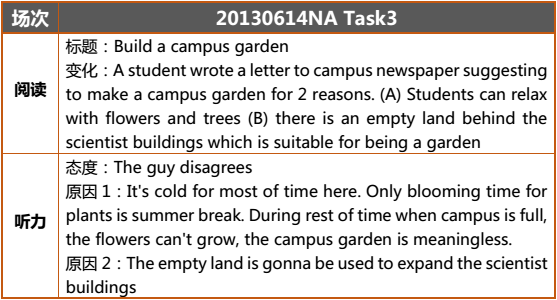 场次 20130614NA Task3
阅读
标题：Build a campus garden
变化：A student wrote a letter to campus newspaper suggesting
to make a campus garden for 2 reasons. (A) Students can relax
with flowers and trees (B) there is an empty land behind the
scientist buildings which is suitable for being a garden
听力
态度：The guy disagrees
原因 1：It's cold for most of time here. Only blooming time for
plants is summer break. During rest of time when campus is full,
the flowers can't grow, the campus garden is meaningless.
原因 2：The empty land is gonna be used to expand the scientist
buildings